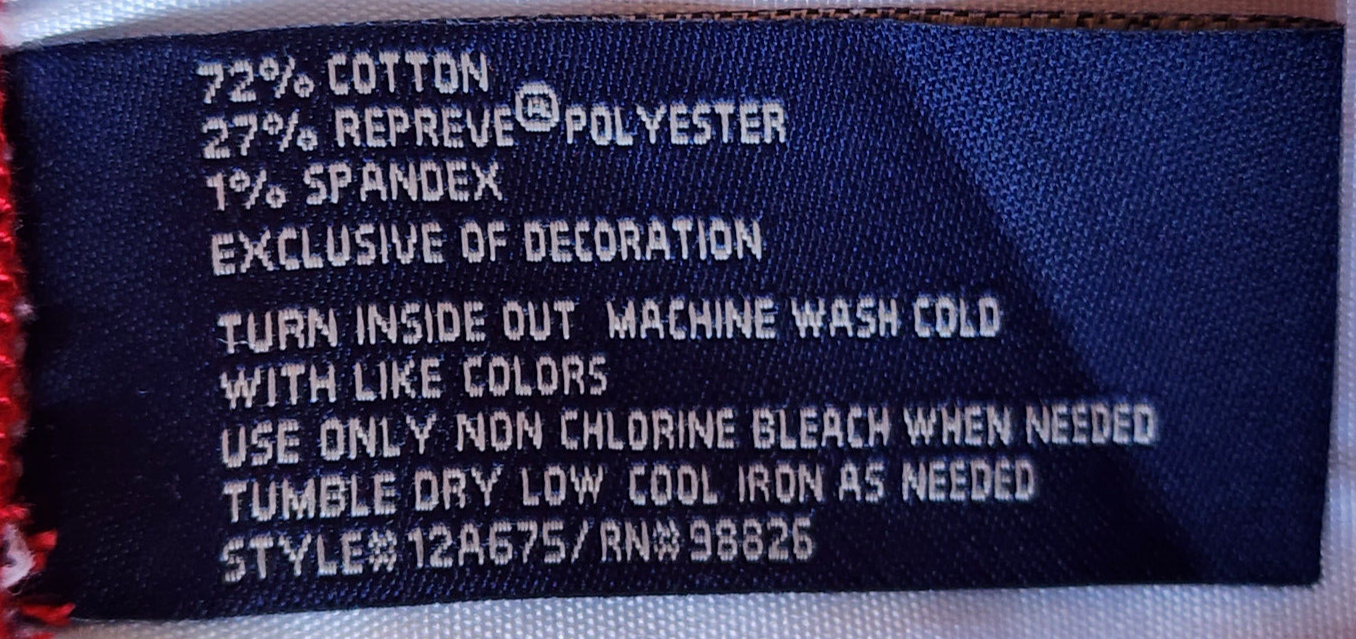 72% COTTON
27% REPREVE® POLYESTER
1% SPANDEX
EXCLUSIVE OF DECORATION
TURN INSIDE OUT MACHINE WASH COLD
WITH LIKE COLORS
USE ONLY NON CHLORINE BLEACH WHEN NEEDED
TUMBLE DRY LOW COOL IRON AS NEEDED
STYLE# 12A675/RN# 98826